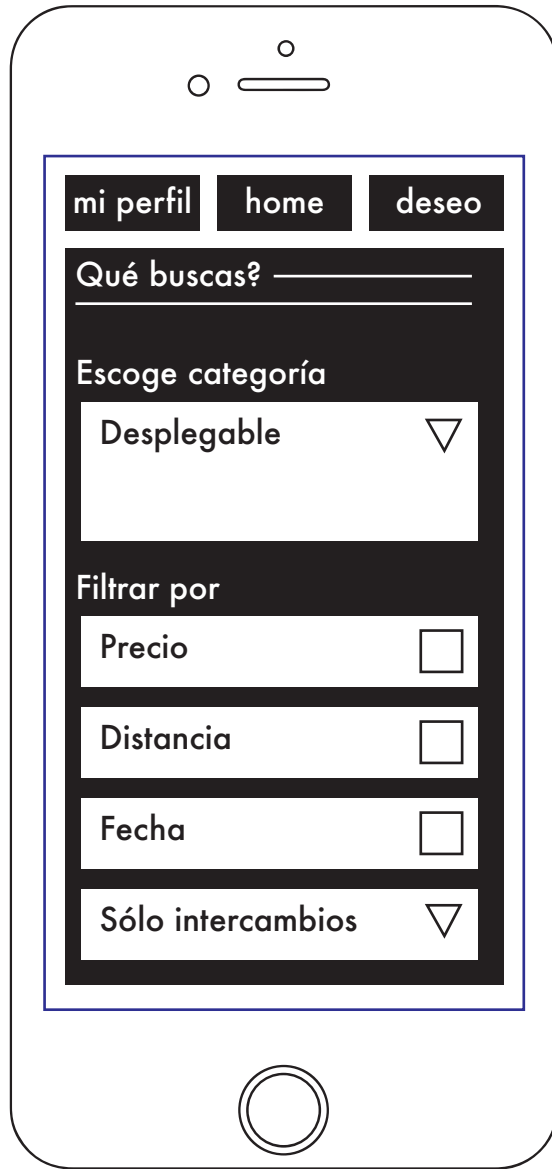 mi perfil home deseo
Qué buscas?
Escoge categoría
Desplegable
Filtrar por
Precio
Distancia
Fecha
Sólo intercambios